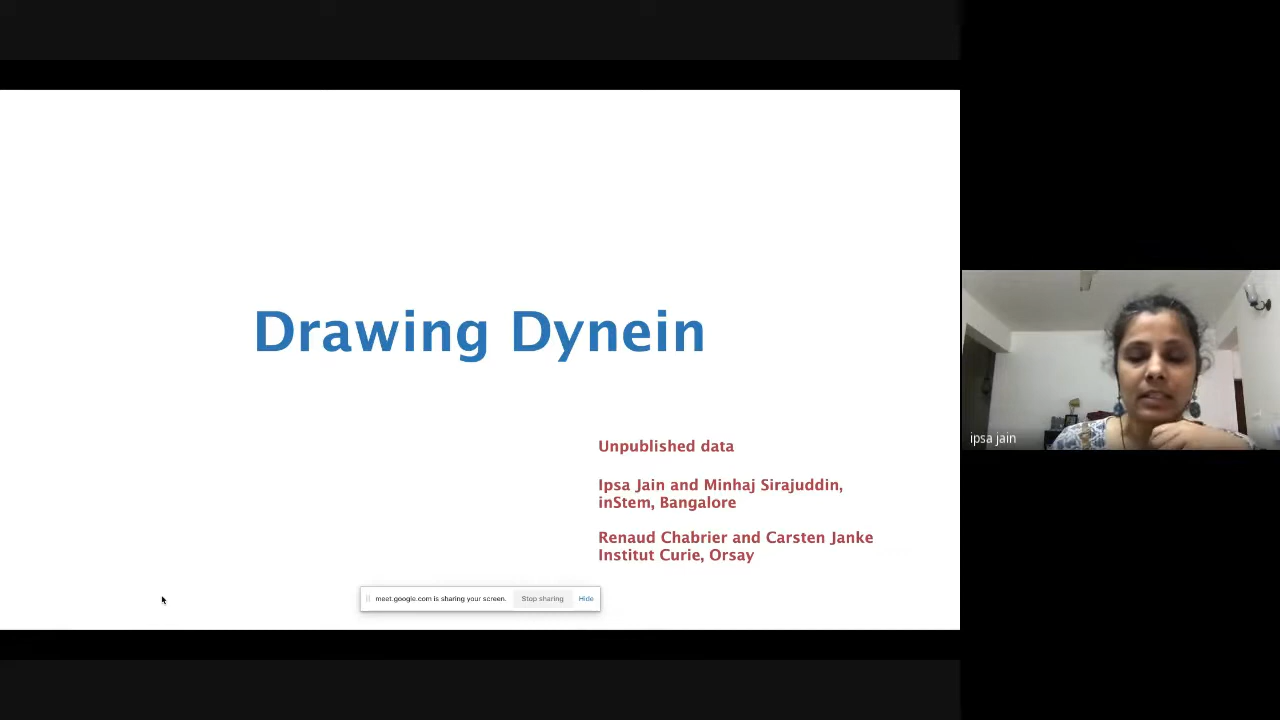 Drawing Dynein
Unpublished data
Ipsa Jain and Minhaj Sirajuddin,
inStem, Bangalore
Renaud Chabrier and Carsten Janke
Institut Curie, Orsay
meet.google.com is sharing your screen. Stop sharing Hide
ipsa jain